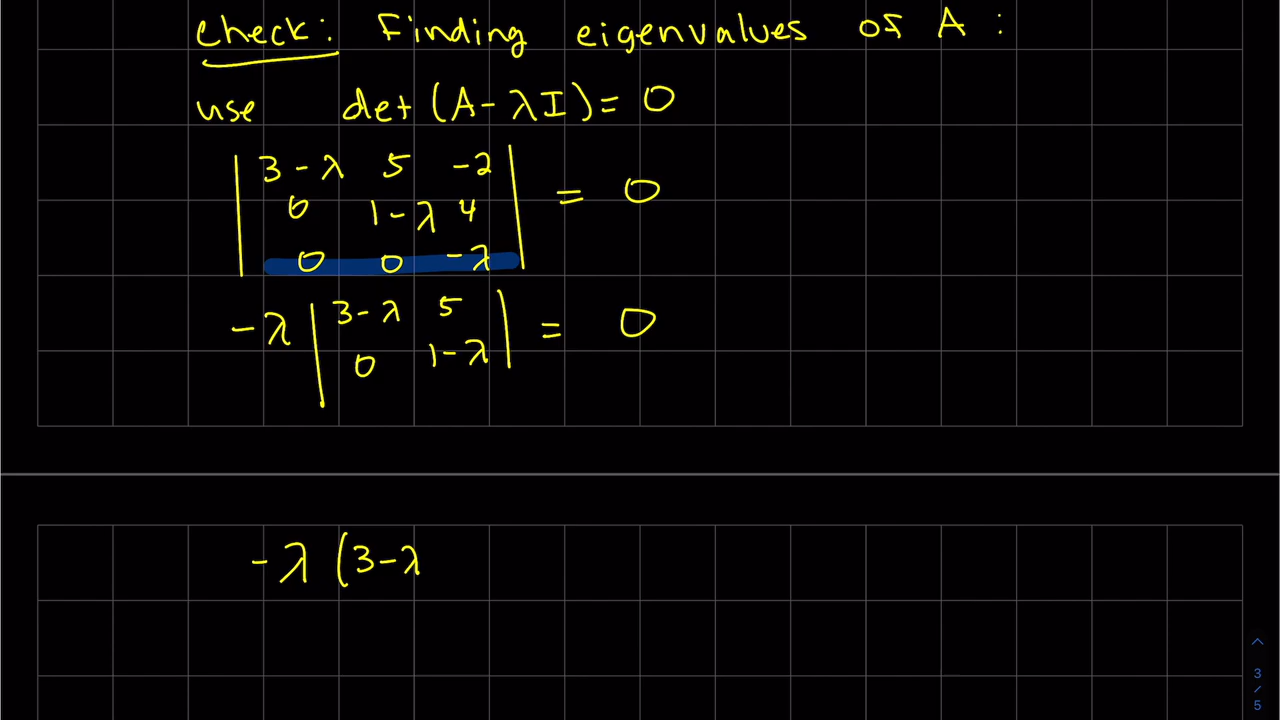 check: Finding eigenvalues of A:
use det (A - λI) = 0
| 3-λ 5 -2 |
| 0 1-λ 4 | = 0
| 0 0 -λ |
-λ | 3-λ 5 | = 0
| 0 1-λ |
-λ (3-λ
^
3
/
5